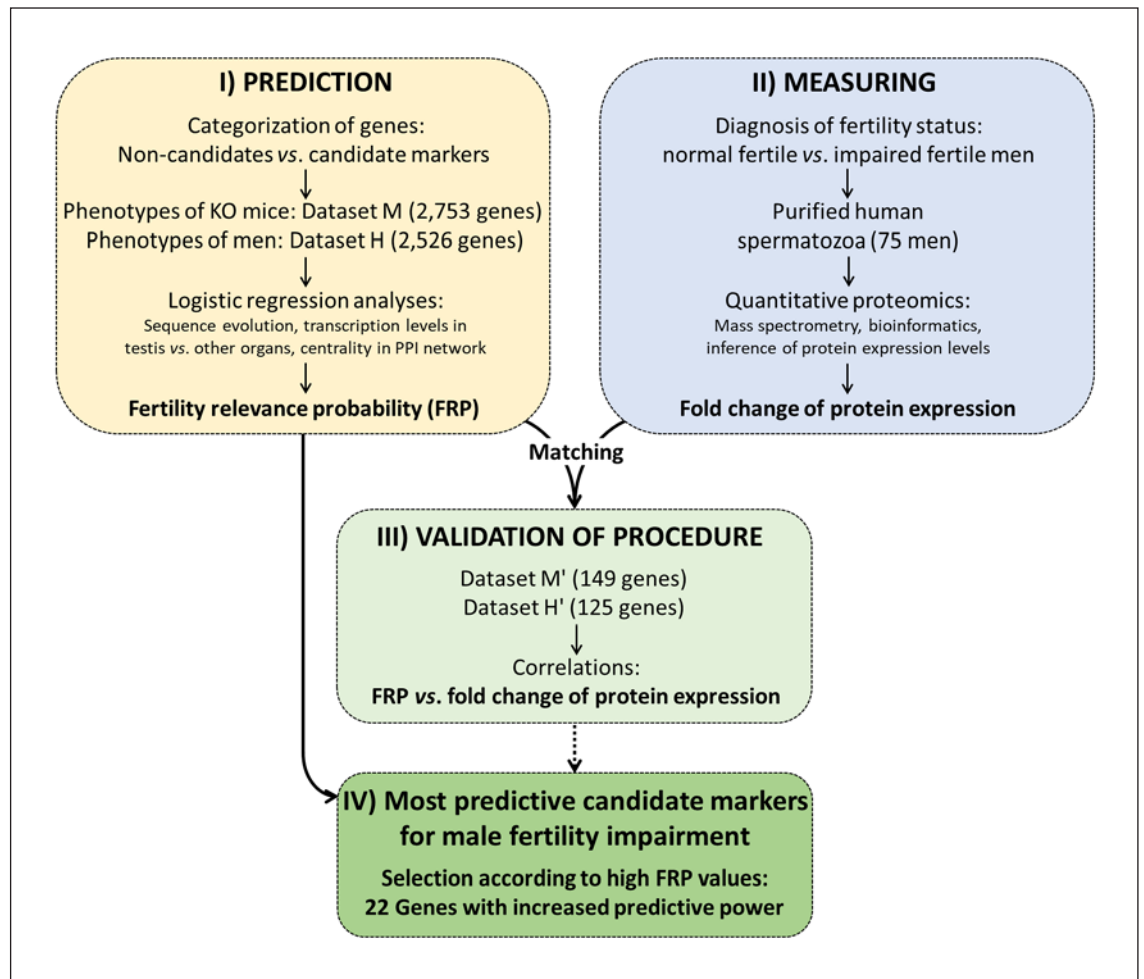 I) PREDICTION
Categorization of genes:
Non-candidates vs. candidate markers
Phenotypes of KO mice: Dataset M (2,753 genes)
Phenotypes of men: Dataset H (2,526 genes)
Logistic regression analyses:
Sequence evolution, transcription levels in
testis vs. other organs, centrality in PPI network
Fertility relevance probability (FRP)
II) MEASURING
Diagnosis of fertility status:
normal fertile vs. impaired fertile men
Purified human
spermatozoa (75 men)
Quantitative proteomics:
Mass spectrometry, bioinformatics,
inference of protein expression levels
Fold change of protein expression
Matching
III) VALIDATION OF PROCEDURE
Dataset M' (149 genes)
Dataset H' (125 genes)
Correlations:
FRP vs. fold change of protein expression
IV) Most predictive candidate markers
for male fertility impairment
Selection according to high FRP values:
22 Genes with increased predictive power